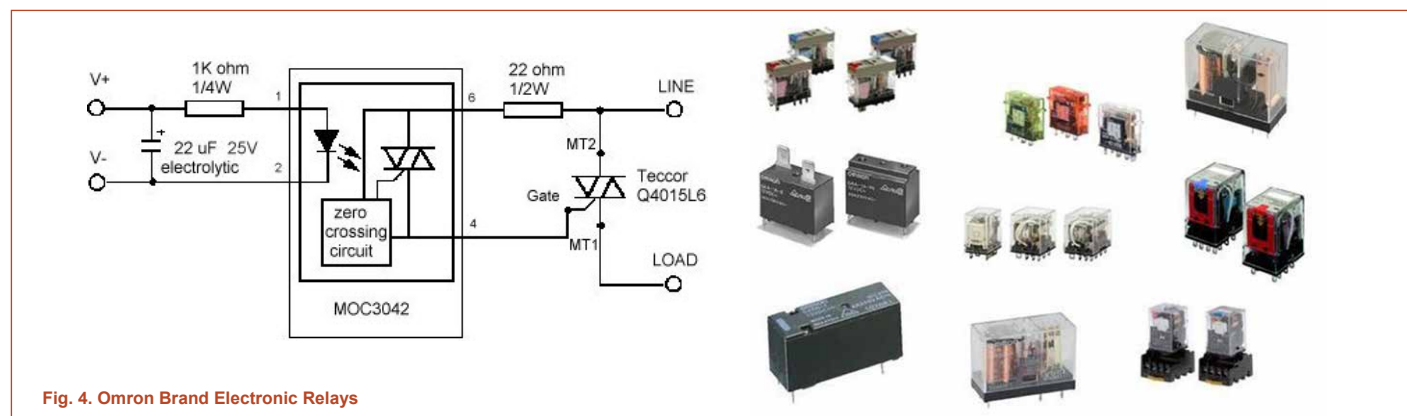 V+
1K ohm
1/4W
1
22 uF 25V
+
electrolytic
V-
2
zero
crossing
circuit
MOC3042
6
22 ohm
1/2W
LINE
MT2
Teccor
Q4015L6
Gate
4
MT1
LOAD
Fig. 4. Omron Brand Electronic Relays